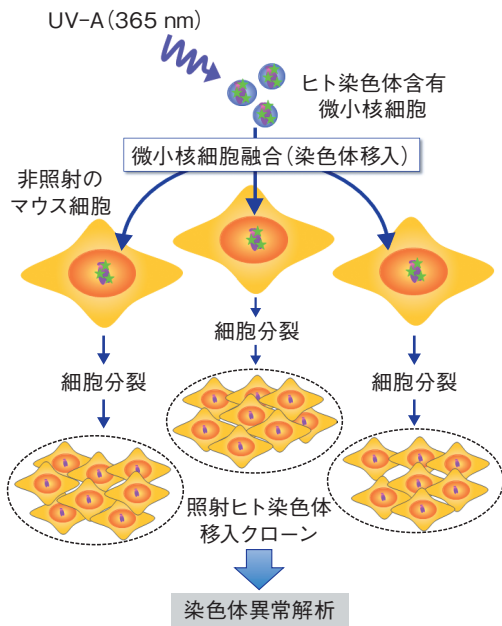 UV-A(365 nm)
ヒト染色体含有
微小核細胞
微小核細胞融合(染色体移入)
非照射の
マウス細胞
細胞分裂
細胞分裂
細胞分裂
照射ヒト染色体
移入クローン
染色体異常解析